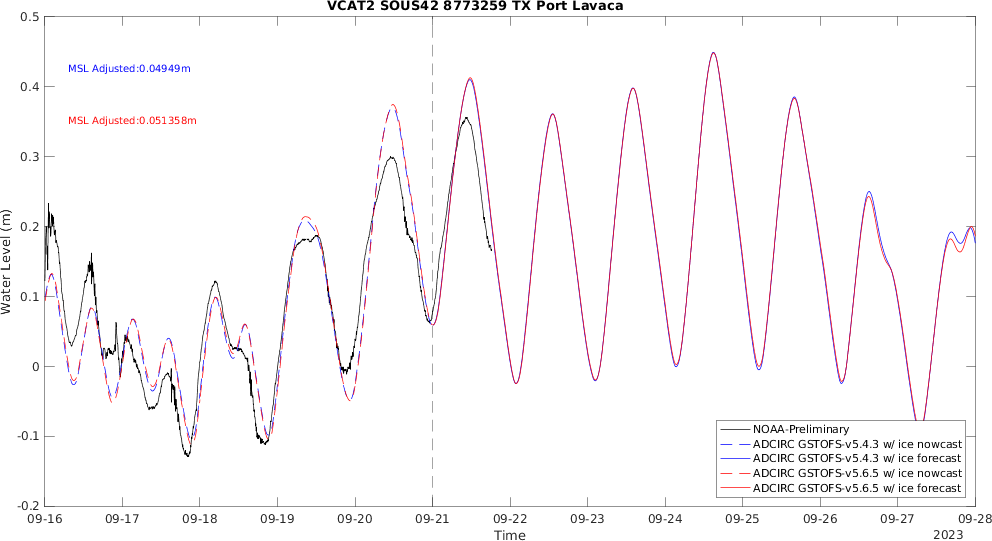 VCAT2 SOUS42 8773259 TX Port Lavaca
MSL Adjusted:0.04949m
MSL Adjusted:0.051358m
Water Level (m)
0.5
0.4
0.3
0.2
0.1
0
-0.1
-0.2
NOAA-Preliminary
ADCIRC GSTOFS-v5.4.3 w/ ice nowcast
ADCIRC GSTOFS-v5.4.3 w/ ice forecast
ADCIRC GSTOFS-v5.6.5 w/ ice nowcast
ADCIRC GSTOFS-v5.6.5 w/ ice forecast
09-16 09-17 09-18 09-19 09-20 09-21 09-22 09-23 09-24 09-25 09-26 09-27 09-28
Time
2023